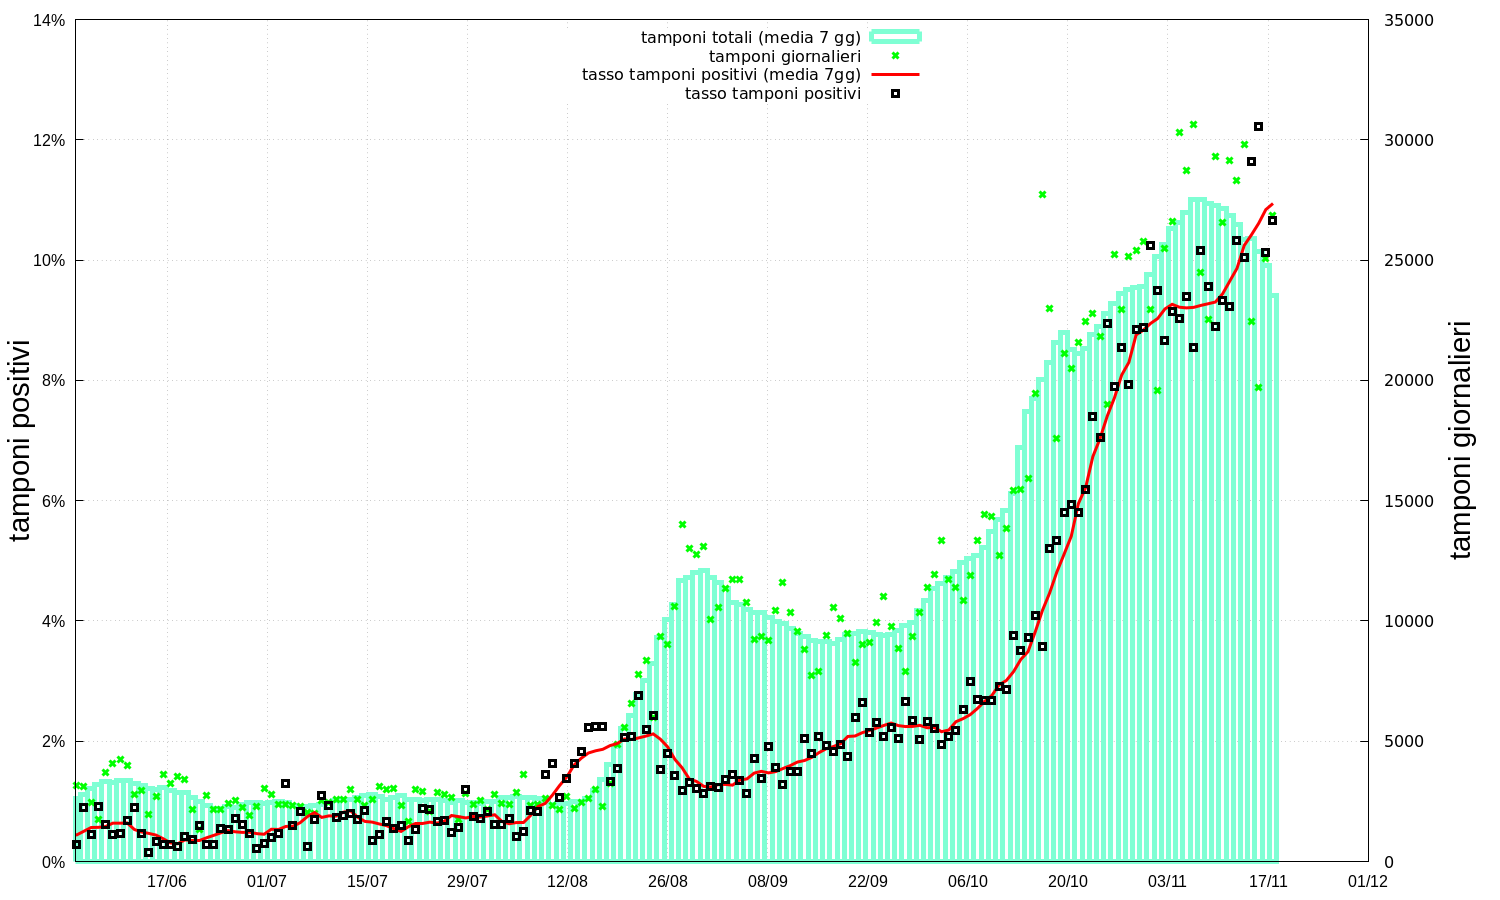 tamponi totali (media 7 gg)
tamponi giornalieri
tasso tamponi positivi (media 7gg)
tasso tamponi positivi
14%
12%
10%
8%
6%
4%
2%
0%
tamponi positivi
35000
30000
25000
20000
15000
10000
5000
0
tamponi giornalieri
17/06 01/07 15/07 29/07 12/08 26/08 08/09 22/09 06/10 20/10 03/11 17/11 01/12